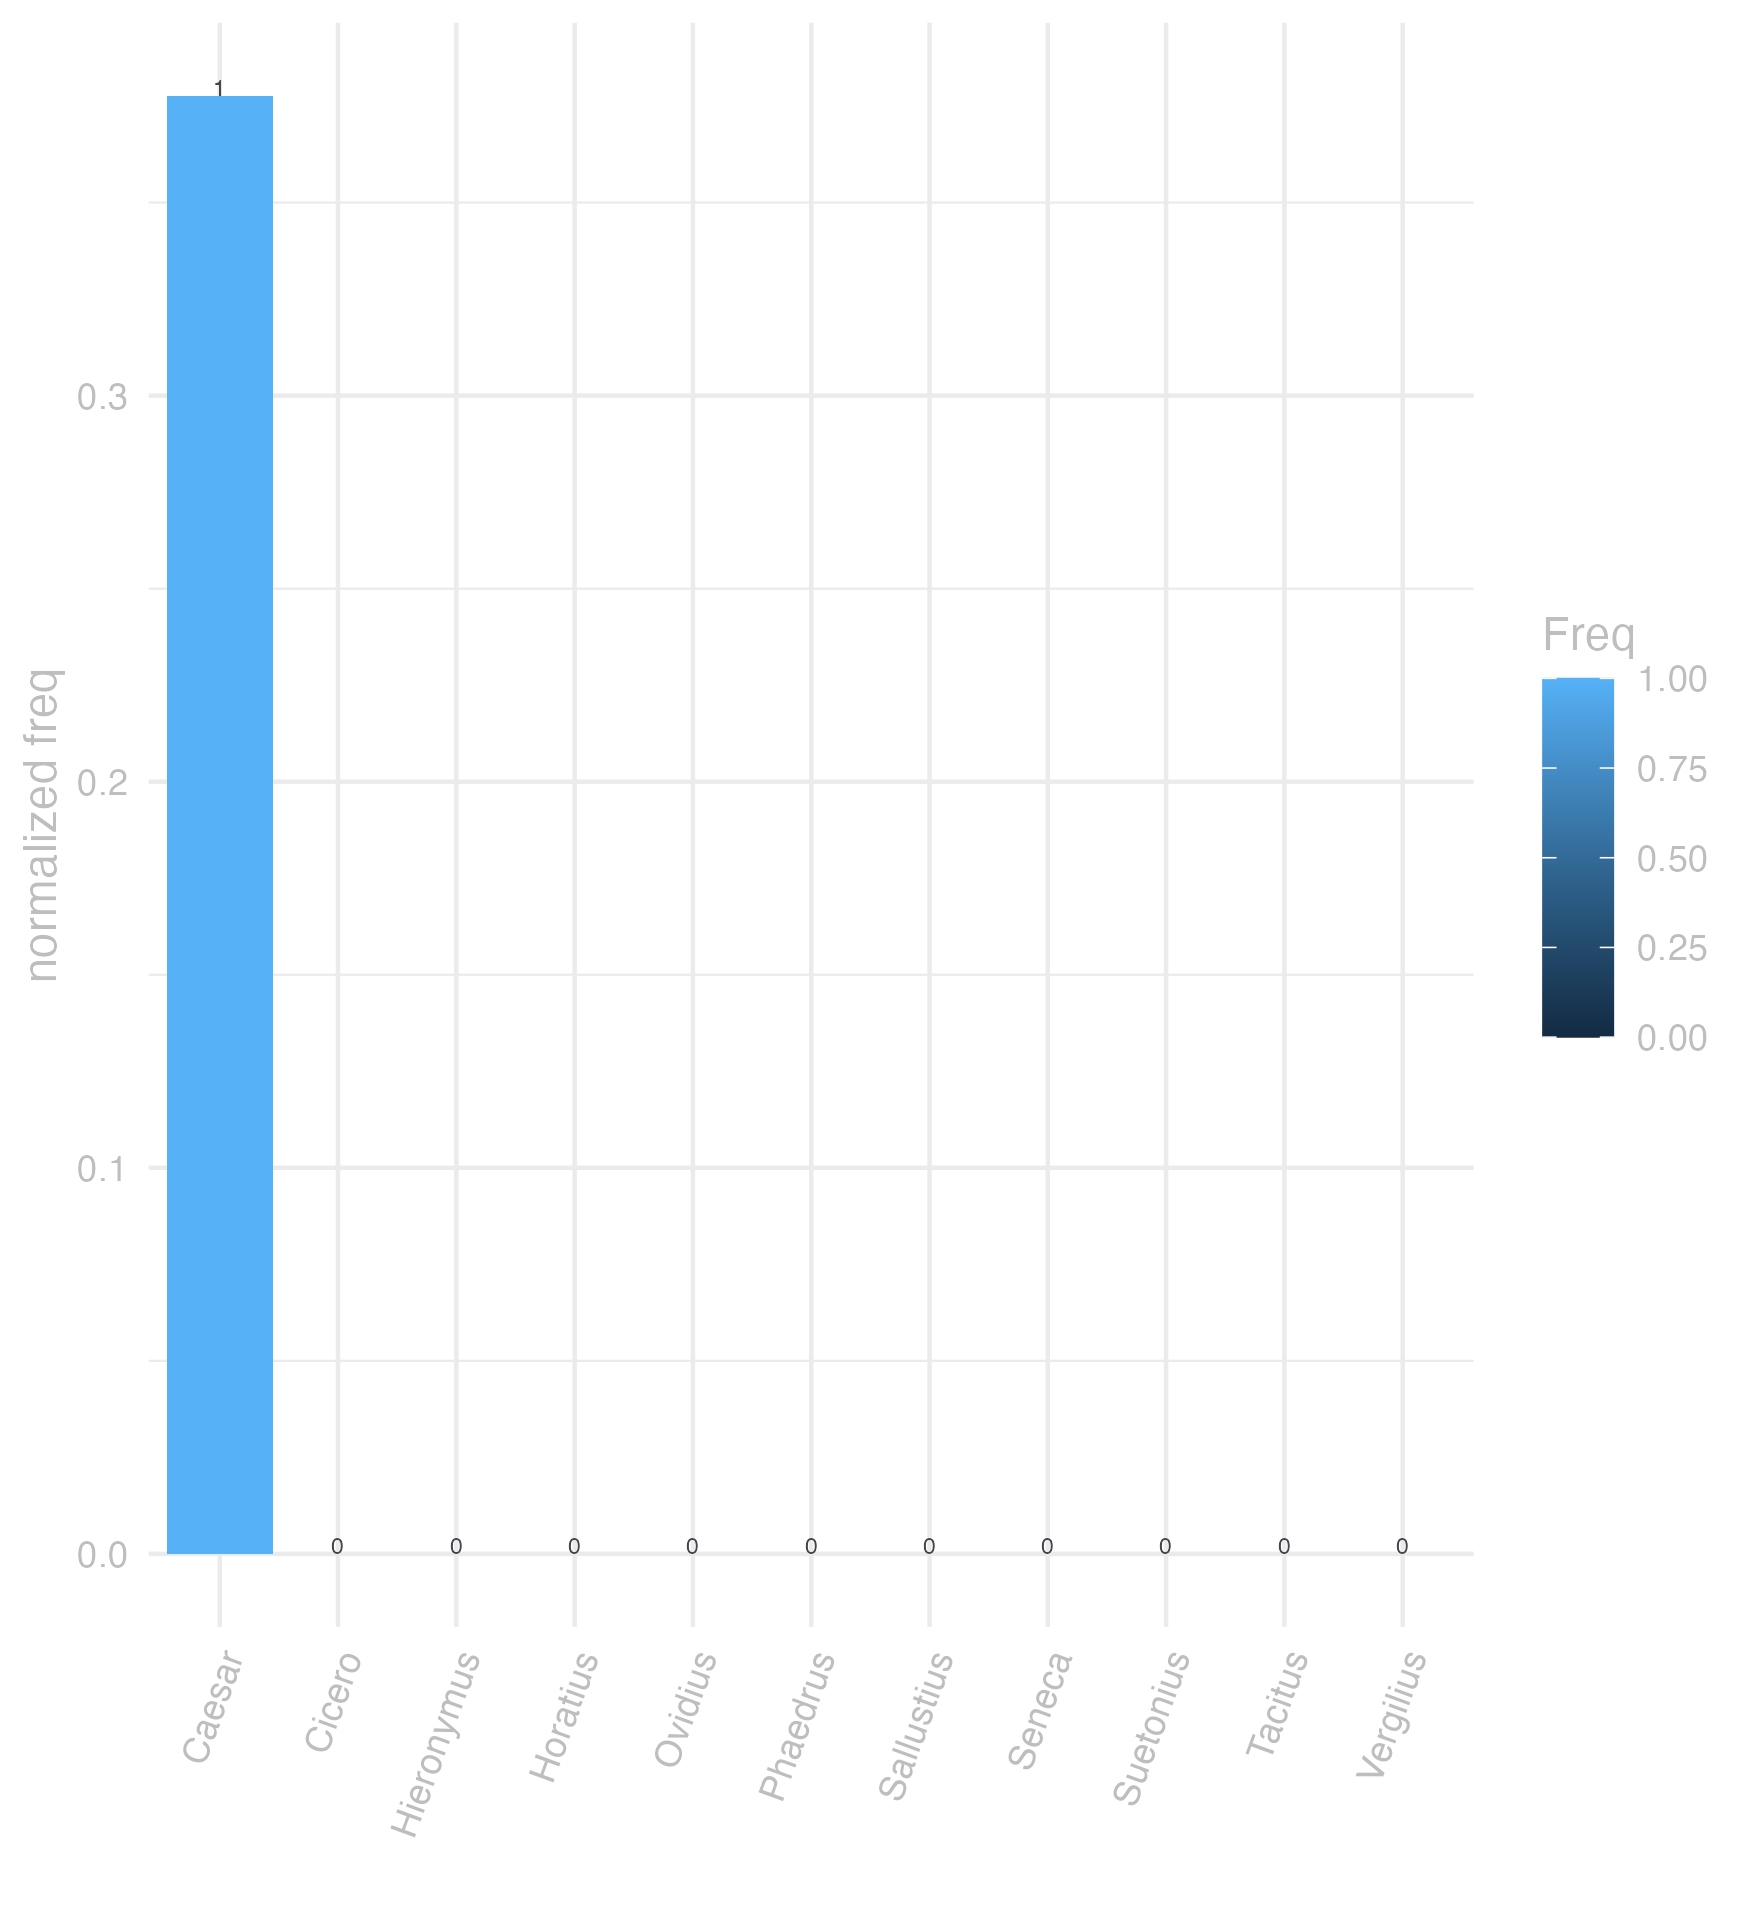 1
0.3
0.2
0.1
0.0
normalized freq
0 0 0 0 0 0 0 0 0 0
Caesar
Cicero
Hieronymus
Horatius
Ovidius
Phaedrus
Sallustius
Seneca
Suetonius
Tacitus
Vergilius
Freq
1.00
0.75
0.50
0.25
0.00